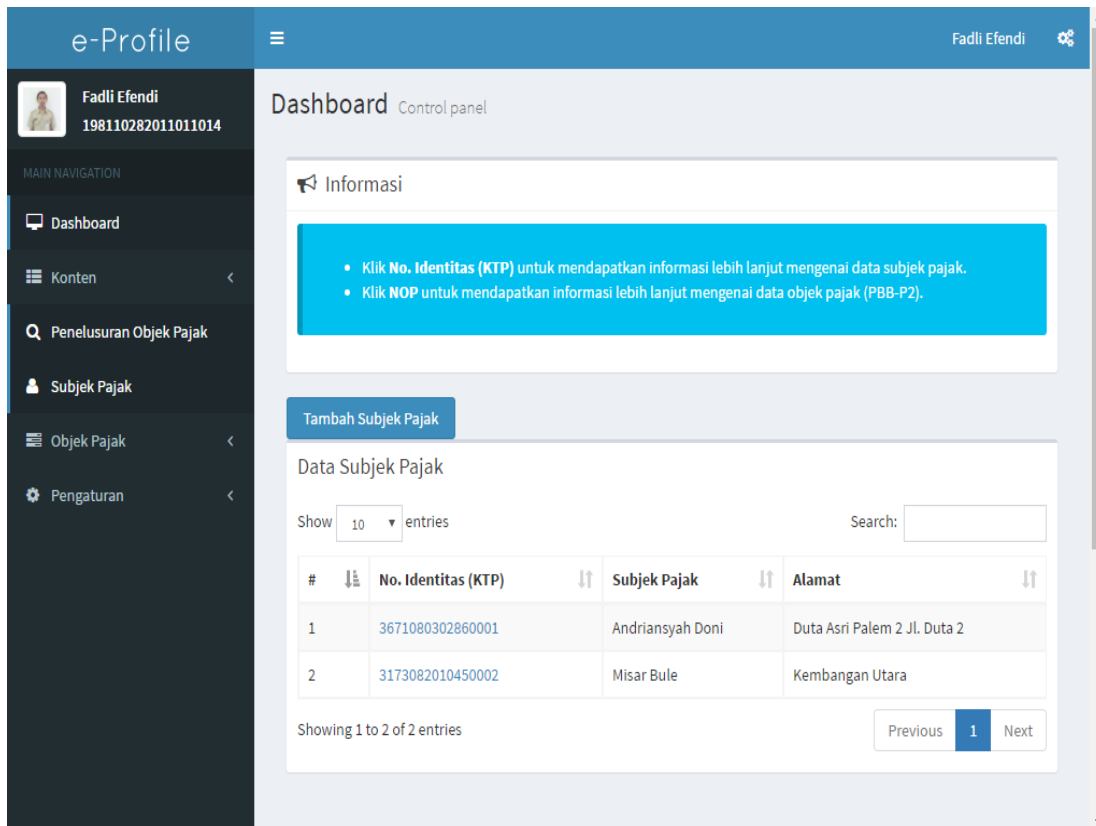 e-Profile
Fadli Efendi
Fadli Efendi
198110282011011014
MAIN NAVIGATION
Dashboard
Konten
Penelusuran Objek Pajak
Subjek Pajak
Objek Pajak
Pengaturan
Dashboard Control panel
Informasi
• Klik No. Identitas (KTP) untuk mendapatkan informasi lebih lanjut mengenai data subjek pajak.
• Klik NOP untuk mendapatkan informasi lebih lanjut mengenai data objek pajak (PBB-P2).
Tambah Subjek Pajak
Data Subjek Pajak
Show 10 entries Search:
# No. Identitas (KTP) Subjek Pajak Alamat
1 3671080302860001 Andriansyah Doni Duta Asri Palem 2 Jl. Duta 2
2 3173082010450002 Misar Bule Kembangan Utara
Showing 1 to 2 of 2 entries Previous 1 Next